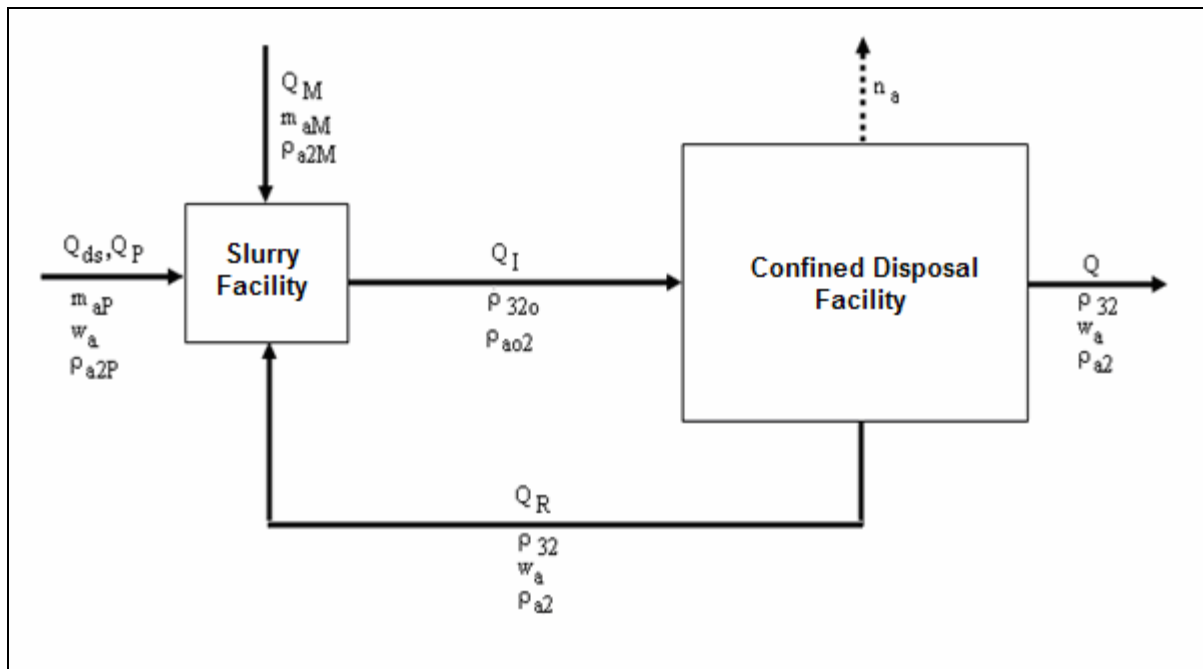 Q_M
m_aM
ρ_a2M
n_a
Q_ds,Q_P
m_aP
w_a
ρ_a2P
Slurry
Facility
Q_I
ρ_32o
ρ_ao2
Confined Disposal
Facility
Q
ρ_32
w_a
ρ_a2
Q_R
ρ_32
w_a
ρ_a2